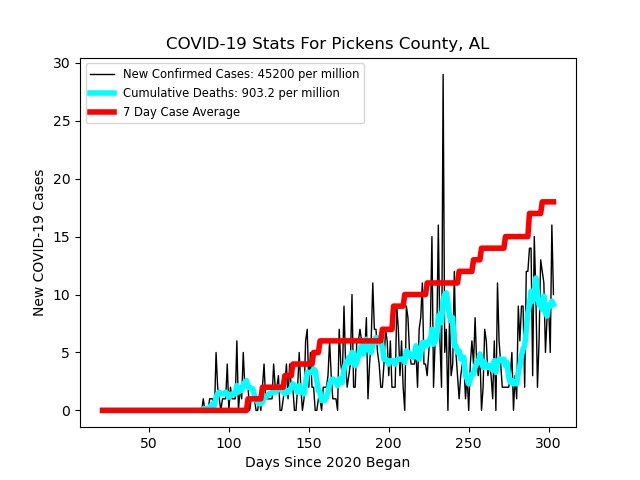 COVID-19 Stats For Pickens County, AL
New Confirmed Cases: 45200 per million
Cumulative Deaths: 903.2 per million
7 Day Case Average
30
25
20
15
10
5
0
New COVID-19 Cases
50 100 150 200 250 300
Days Since 2020 Began